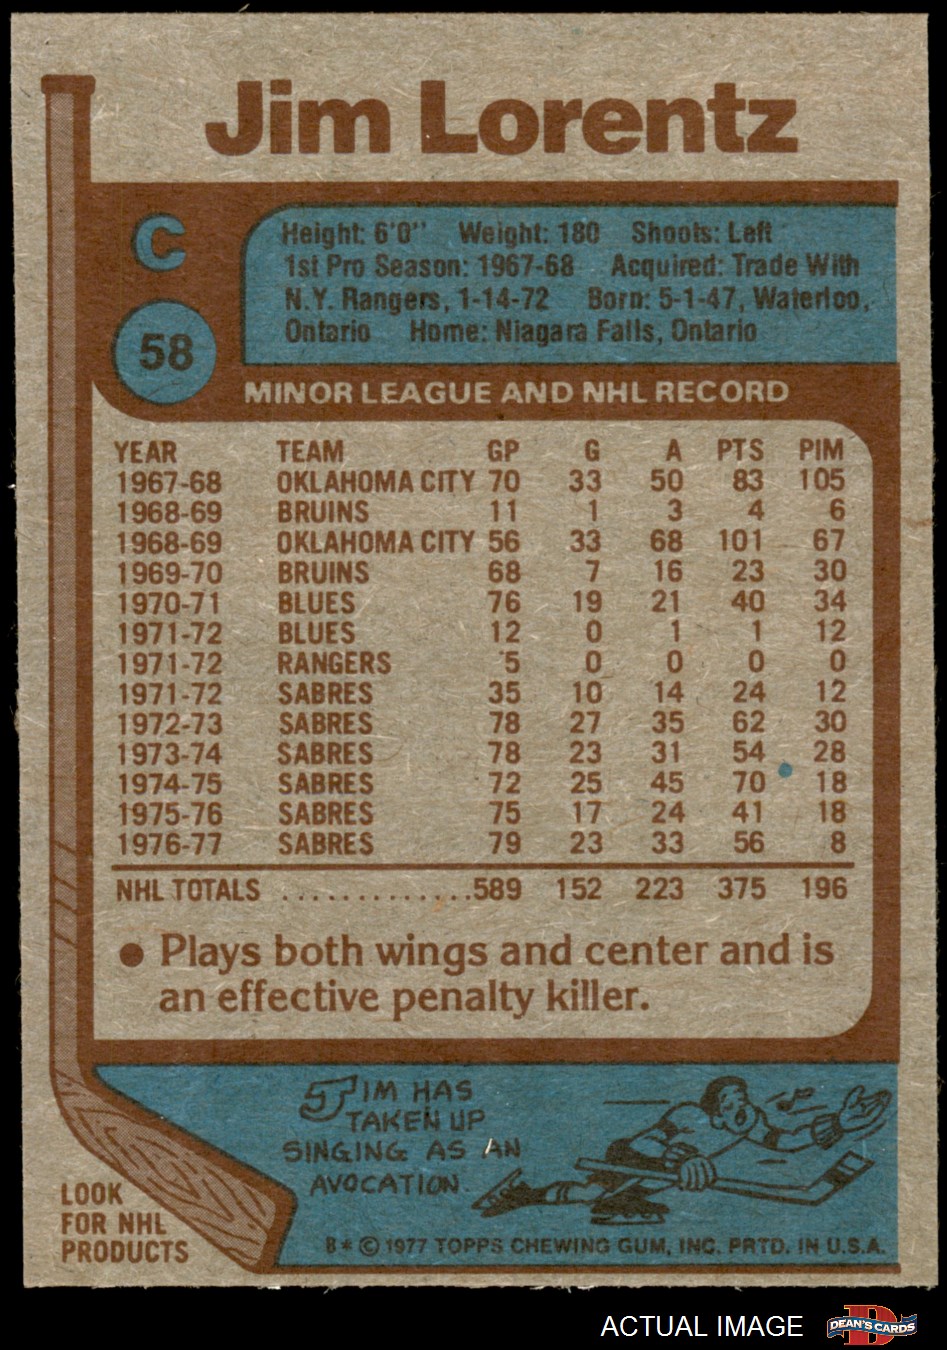 Jim Lorentz
C
58
Height: 6'0" Weight: 180 Shoots: Left
1st Pro Season: 1967-68 Acquired: Trade With
N.Y. Rangers, 1-14-72 Born: 5-1-47, Waterloo,
Ontario Home: Niagara Falls, Ontario
MINOR LEAGUE AND NHL RECORD
YEAR TEAM GP G A PTS PIM
1967-68 OKLAHOMA CITY 70 33 50 83 105
1968-69 BRUINS 11 1 3 4 6
1968-69 OKLAHOMA CITY 56 33 68 101 67
1969-70 BRUINS 68 7 16 23 30
1970-71 BLUES 76 19 21 40 34
1971-72 BLUES 12 0 1 1 12
1971-72 RANGERS 5 0 0 0 0
1971-72 SABRES 35 10 14 24 12
1972-73 SABRES 78 27 35 62 30
1973-74 SABRES 78 23 31 54 28
1974-75 SABRES 72 25 45 70 18
1975-76 SABRES 75 17 24 41 18
1976-77 SABRES 79 23 33 56 8
NHL TOTALS .............589 152 223 375 196
● Plays both wings and center and is
an effective penalty killer.
JIM HAS
TAKEN UP
SINGING AS AN
AVOCATION.
LOOK
FOR NHL
PRODUCTS
B* © 1977 TOPPS CHEWING GUM, INC. PRTD. IN U.S.A.
ACTUAL IMAGE
D
DEAN'S CARDS